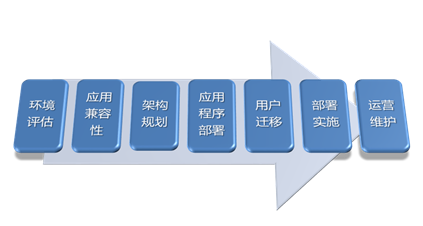 环境
评估
应用
兼容
性
架构
规划
应用
程序
部署
用户
迁移
部署
实施
运营
维护